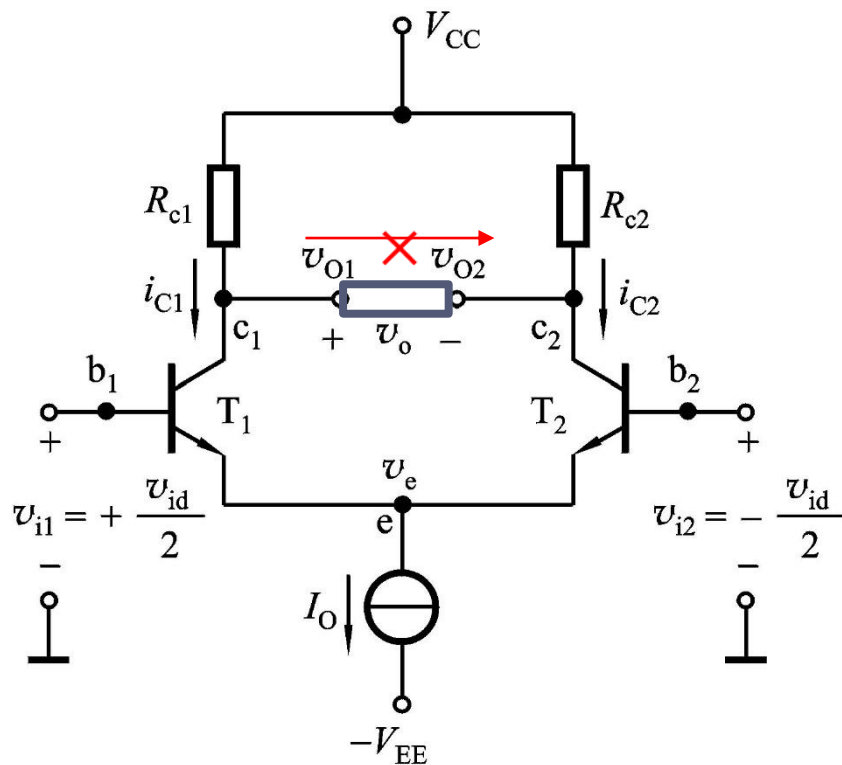 V_CC
R_c1
R_c2
v_O1 v_O2
i_C1
i_C2
c_1 + v_o - c_2
b_1
b_2
T_1
T_2
+
+
v_e
v_i1 = + v_id/2
e
v_i2 = - v_id/2
-
-
I_O
-V_EE